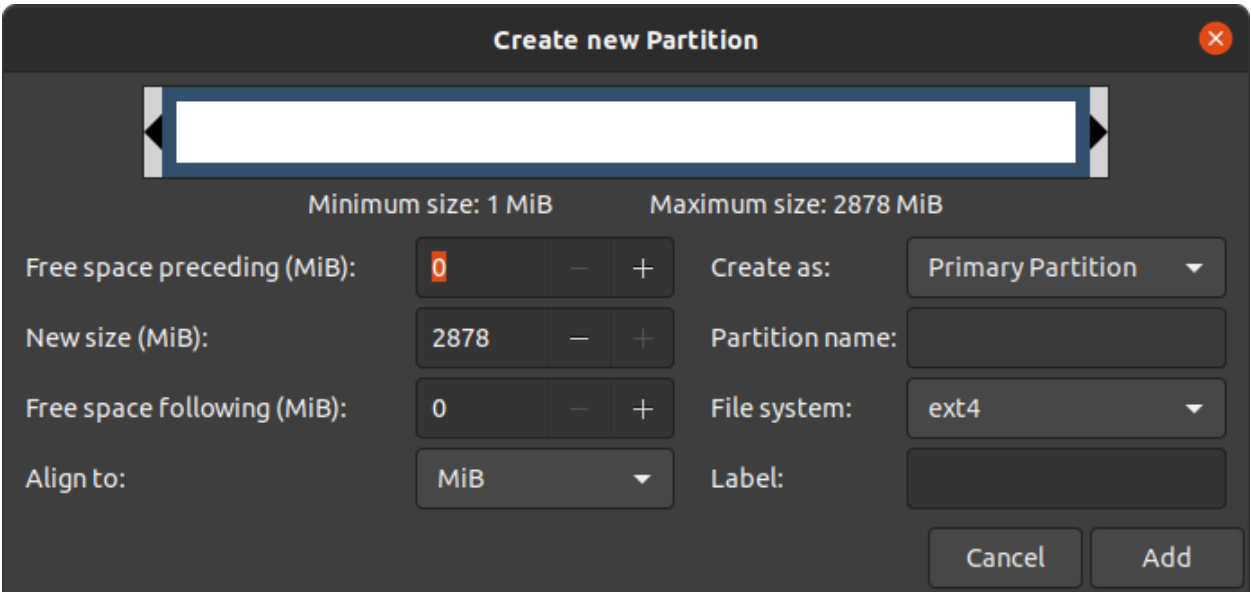 Create new Partition
Minimum size: 1 MiB Maximum size: 2878 MiB
Free space preceding (MiB): 0 − + Create as: Primary Partition
New size (MiB): 2878 − + Partition name:
Free space following (MiB): 0 − + File system: ext4
Align to: MiB Label:
Cancel Add